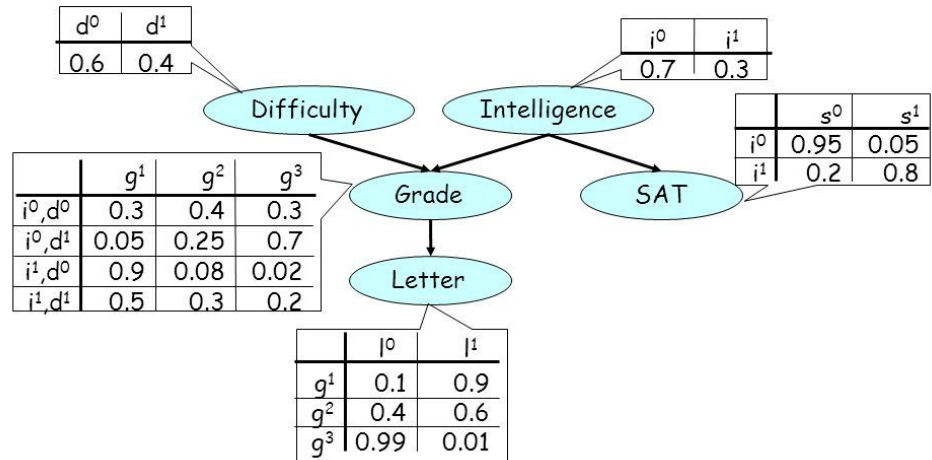 d⁰ d¹
0.6 0.4
i⁰ i¹
0.7 0.3
Difficulty
Intelligence
s⁰ s¹
i⁰ 0.95 0.05
i¹ 0.2 0.8
g¹ g² g³
i⁰,d⁰ 0.3 0.4 0.3
i⁰,d¹ 0.05 0.25 0.7
i¹,d⁰ 0.9 0.08 0.02
i¹,d¹ 0.5 0.3 0.2
Grade
SAT
Letter
l⁰ l¹
g¹ 0.1 0.9
g² 0.4 0.6
g³ 0.99 0.01